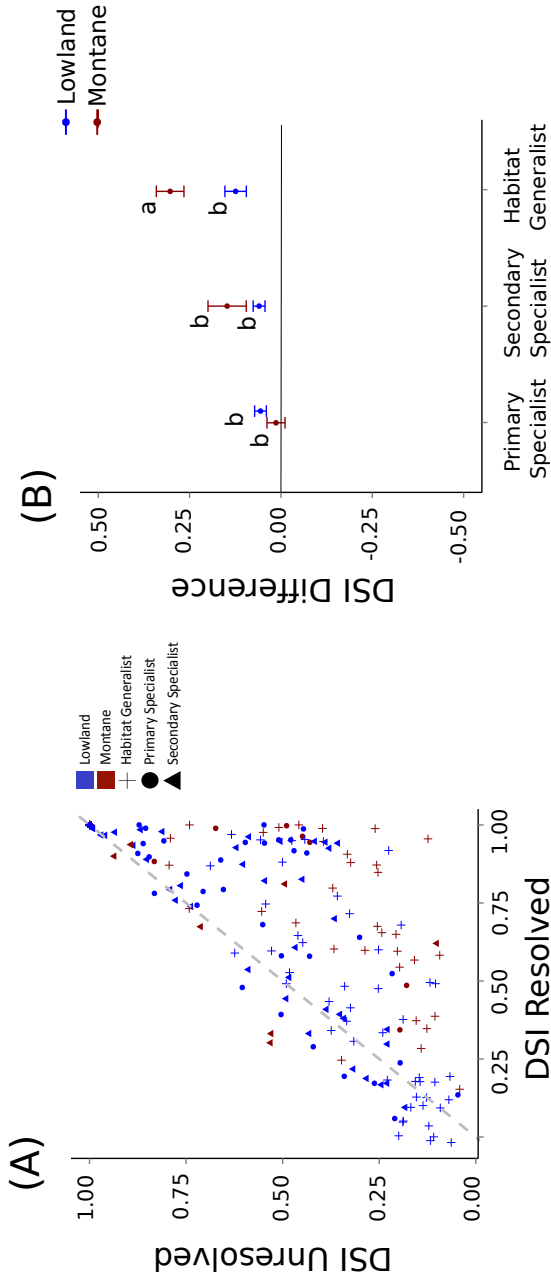 (A)
DSI Unresolved
1.00
0.75
0.50
0.25
0.00
0.25
0.50
0.75
1.00
DSI Resolved
Lowland
Montane
Habitat Generalist
Primary Specialist
Secondary Specialist
(B)
DSI Difference
0.50
0.25
0.00
-0.25
-0.50
b
b
b
b
a
b
Primary
Specialist
Secondary
Specialist
Habitat
Generalist
Lowland
Montane